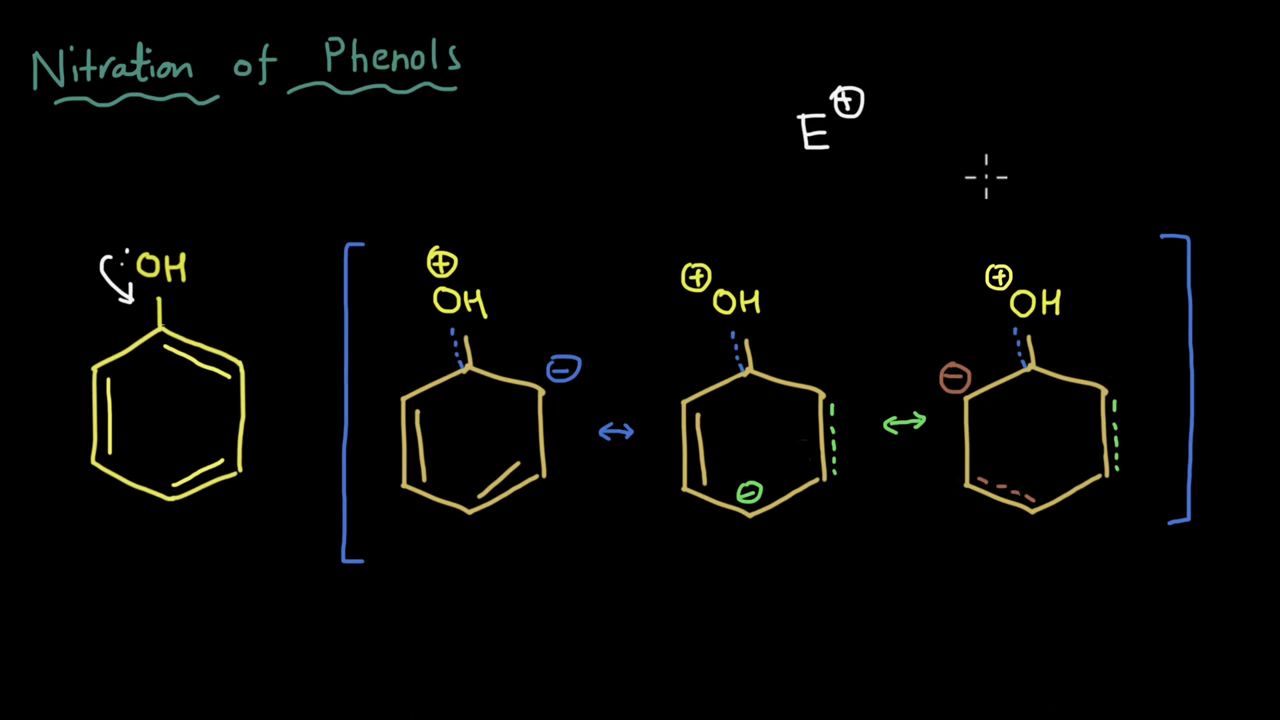 Nitration of Phenols
E⊕
:OH
⊕
OH
⊖
⊕
OH
⊖
⊕
OH
⊖